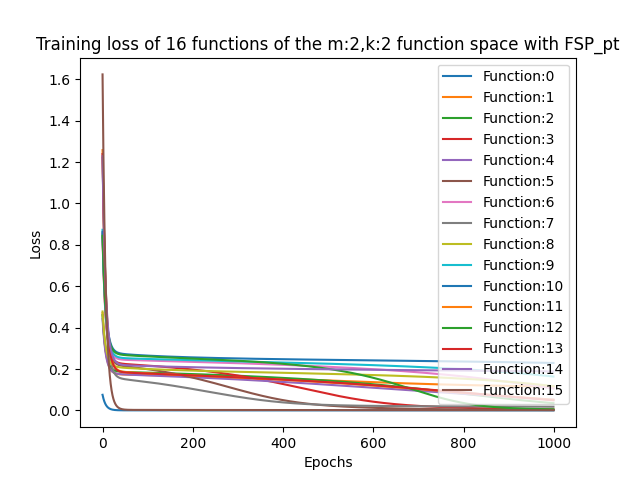 Training loss of 16 functions of the m:2,k:2 function space with FSP_pt
Loss
1.6
1.4
1.2
1.0
0.8
0.6
0.4
0.2
0.0
Function:0
Function:1
Function:2
Function:3
Function:4
Function:5
Function:6
Function:7
Function:8
Function:9
Function:10
Function:11
Function:12
Function:13
Function:14
Function:15
0
200
400
600
800
1000
Epochs